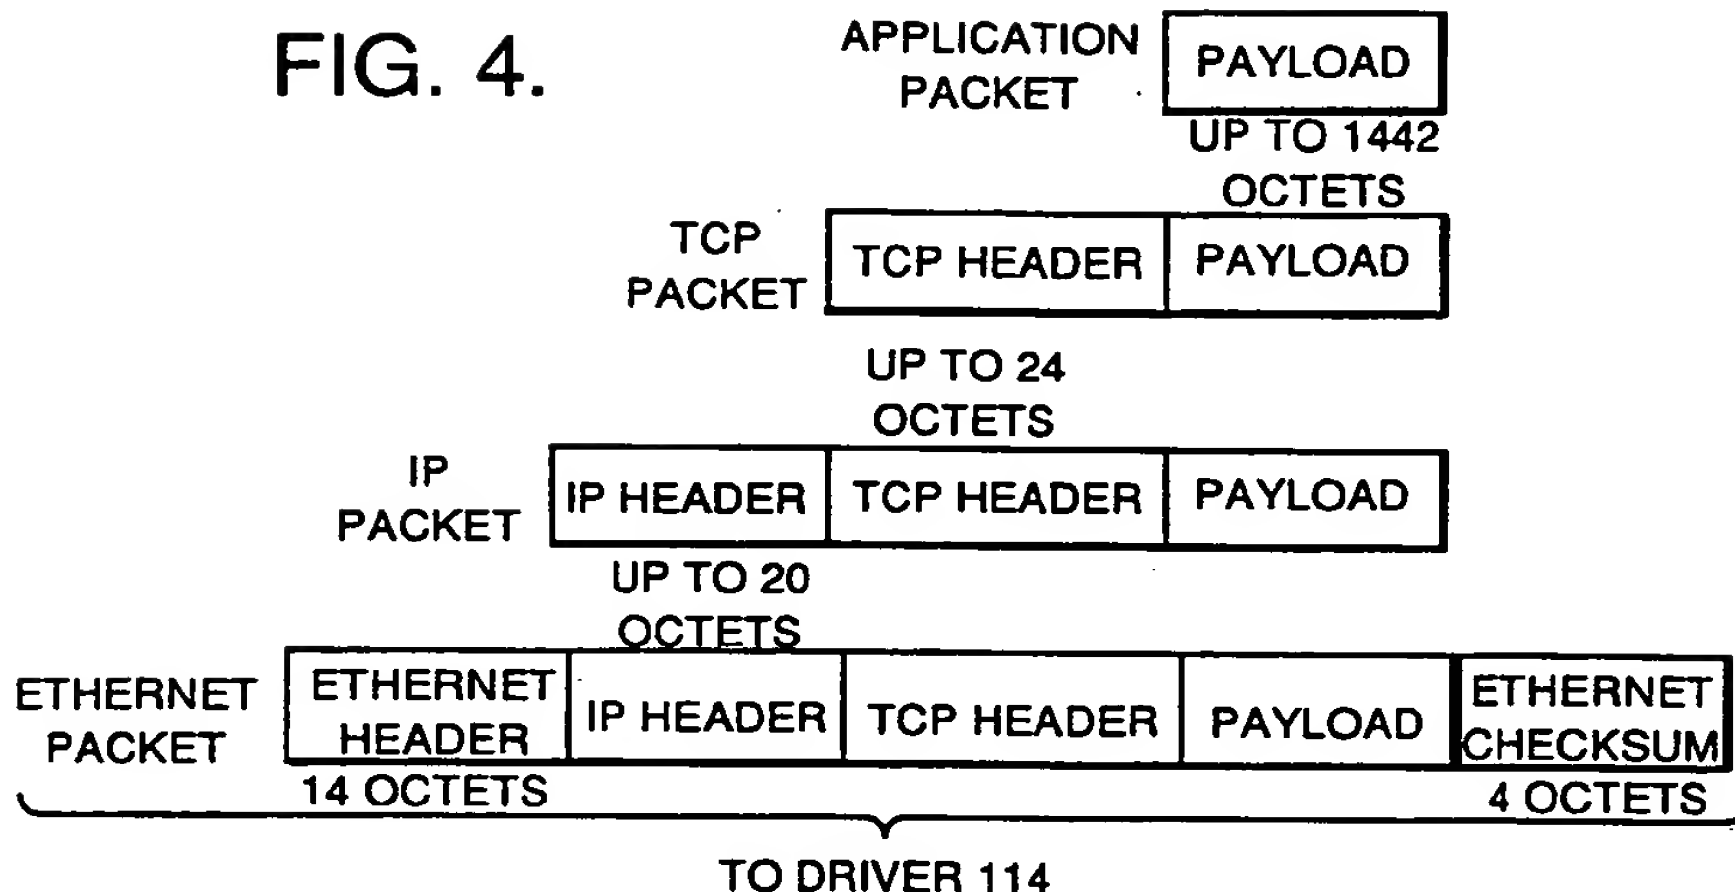 FIG. 4.
APPLICATION
PACKET
PAYLOAD
UP TO 1442
OCTETS
TCP
PACKET
TCP HEADER
PAYLOAD
UP TO 24
OCTETS
IP
PACKET
IP HEADER
TCP HEADER
PAYLOAD
UP TO 20
OCTETS
ETHERNET
PACKET
ETHERNET
HEADER
IP HEADER
TCP HEADER
PAYLOAD
ETHERNET
CHECKSUM
14 OCTETS
4 OCTETS
TO DRIVER 114